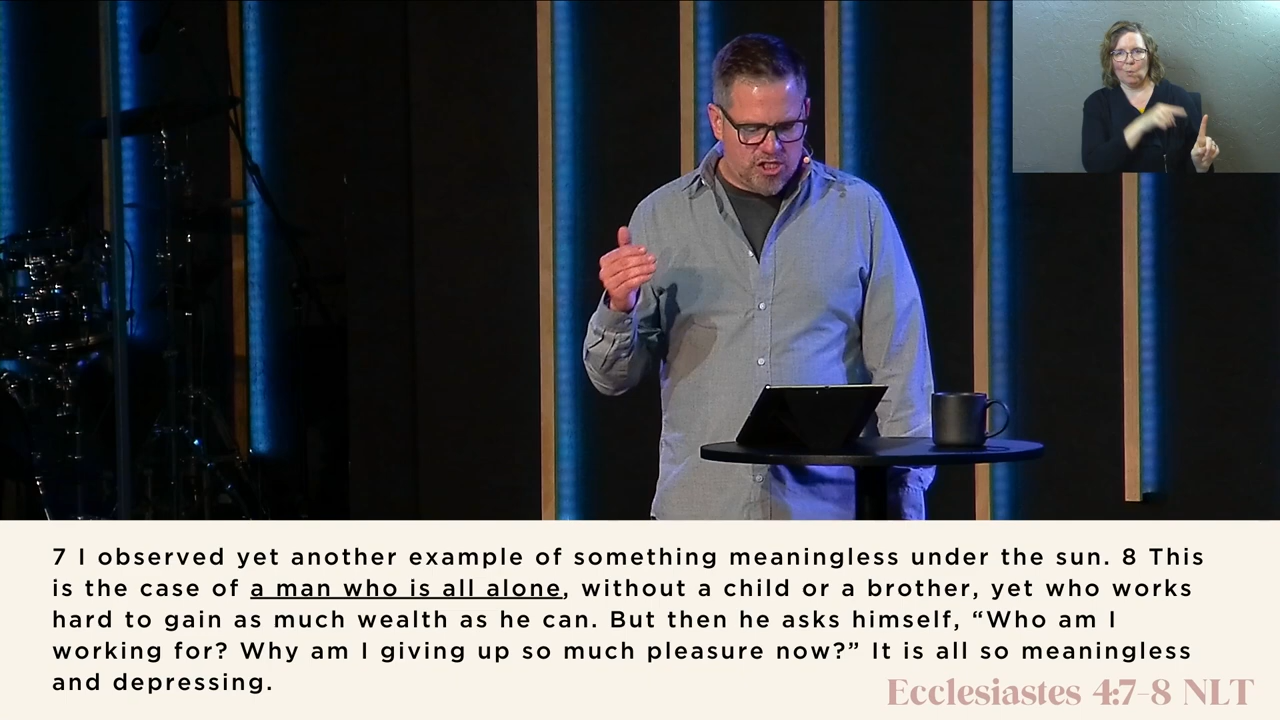 7 I observed yet another example of something meaningless under the sun. 8 This
is the case of a man who is all alone, without a child or a brother, yet who works
hard to gain as much wealth as he can. But then he asks himself, “Who am I
working for? Why am I giving up so much pleasure now?” It is all so meaningless
and depressing.
Ecclesiastes 4:7-8 NLT